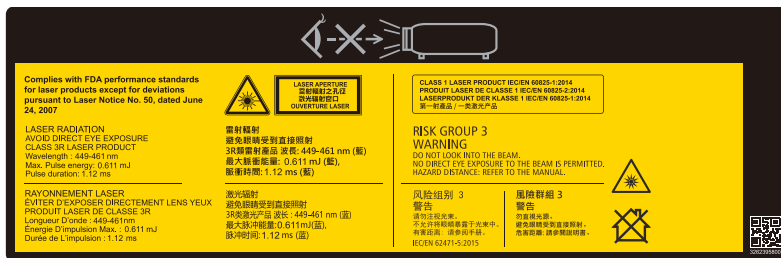 Complies with FDA performance standards
for laser products except for deviations
pursuant to Laser Notice No. 50, dated June
24, 2007
LASER RADIATION
AVOID DIRECT EYE EXPOSURE
CLASS 3R LASER PRODUCT
Wavelength : 449-461 nm
Max. Pulse energy: 0.611 mJ
Pulse duration: 1.12 ms
RAYONNEMENT LASER
ÉVITER D'EXPOSER DIRECTEMENT LENS YEUX
PRODUIT LASER DE CLASSE 3R
Longueur D'onde : 449-461nm
Énergie D'impulsion Max. : 0.611mJ
Durée de L'impulsion : 1.12 ms
LASER APERTURE
雷射輻射之孔徑
激光辐射窗口
OUVERTURE LASER
雷射輻射
避免眼睛受到直接照射
3R類雷射產品 波長: 449-461 nm (藍)
最大脈衝能量: 0.611 mJ (藍),
脈衝時間: 1.12 ms (藍)
激光辐射
避免眼睛受到直接照射
3R类激光产品 波长 : 449-461 nm (蓝)
最大脉冲能量:0.611mJ(蓝),
脉冲时间:1.12 ms (蓝)
CLASS 1 LASER PRODUCT IEC/EN 60825-1:2014
PRODUIT LASER DE CLASSE 1 IEC/EN 60825-2:2014
LASERPRODUKT DER KLASSE 1 IEC/EN 60825-1:2014
第一射產品 / 一类激光产品
RISK GROUP 3
WARNING
DO NOT LOOK INTO THE BEAM.
NO DIRECT EYE EXPOSURE TO THE BEAM IS PERMITTED.
HAZARD DISTANCE: REFER TO THE MANUAL.
风险组别 3
警告
请勿注视光束。
不允许将眼睛暴露于光束中。
有害距离: 请参阅手册。
IEC/EN 62471-5:2015
風險群組 3
警告
勿直視光源。
避免眼睛受到直接照射。
危害距離: 請參閱說明書。
3262395800